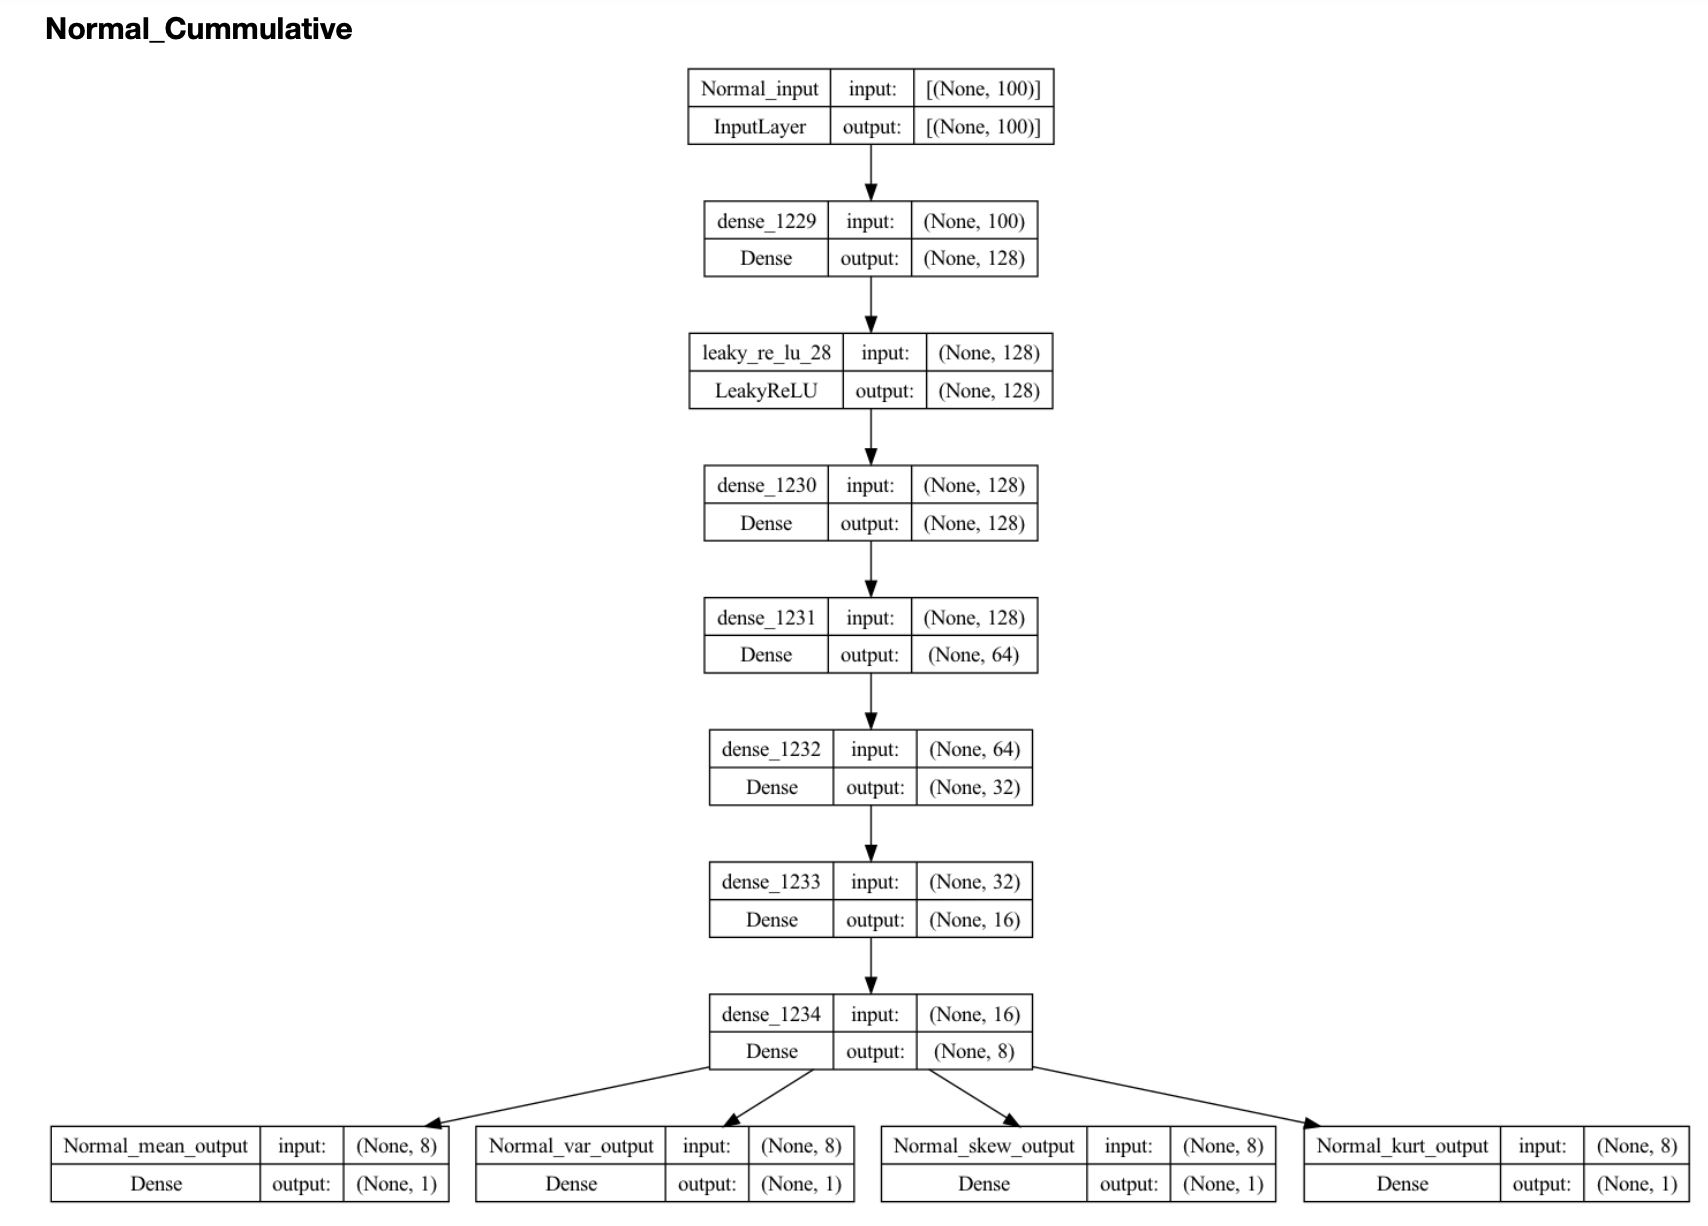 Normal_Cummulative
Normal_input input: [(None, 100)]
InputLayer output: [(None, 100)]
dense_1229 input: (None, 100)
Dense output: (None, 128)
leaky_re_lu_28 input: (None, 128)
LeakyReLU output: (None, 128)
dense_1230 input: (None, 128)
Dense output: (None, 128)
dense_1231 input: (None, 128)
Dense output: (None, 64)
dense_1232 input: (None, 64)
Dense output: (None, 32)
dense_1233 input: (None, 32)
Dense output: (None, 16)
dense_1234 input: (None, 16)
Dense output: (None, 8)
Normal_mean_output input: (None, 8)
Dense output: (None, 1)
Normal_var_output input: (None, 8)
Dense output: (None, 1)
Normal_skew_output input: (None, 8)
Dense output: (None, 1)
Normal_kurt_output input: (None, 8)
Dense output: (None, 1)